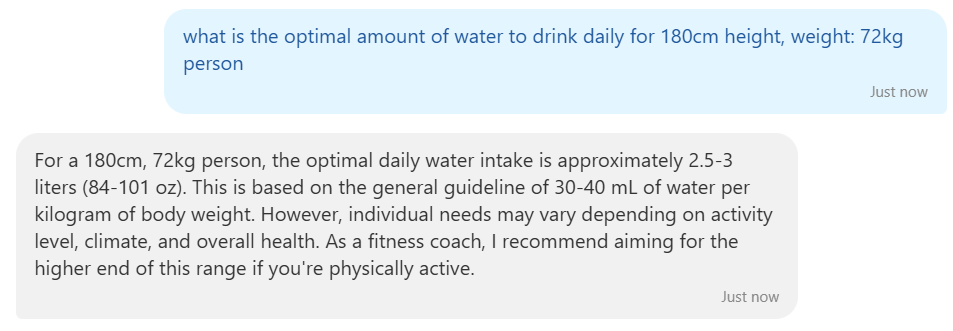 what is the optimal amount of water to drink daily for 180cm height, weight: 72kg
person
Just now
For a 180cm, 72kg person, the optimal daily water intake is approximately 2.5-3
liters (84-101 oz). This is based on the general guideline of 30-40 mL of water per
kilogram of body weight. However, individual needs may vary depending on activity
level, climate, and overall health. As a fitness coach, I recommend aiming for the
higher end of this range if you're physically active.
Just now